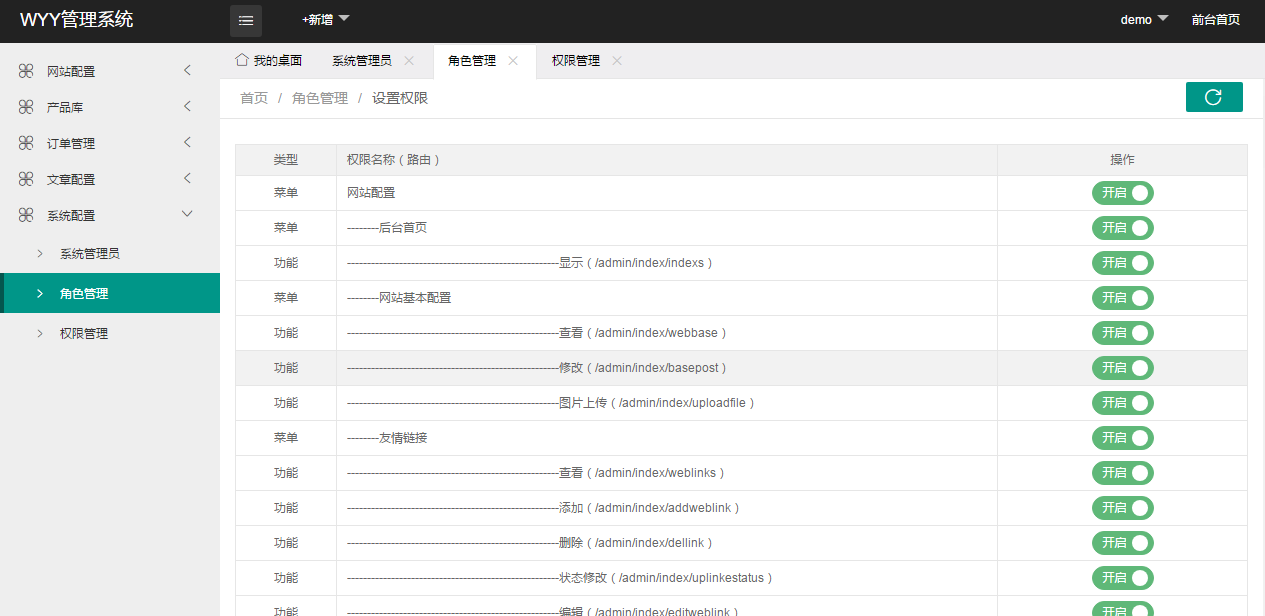 WYY管理系统 +新增 demo 前台首页
我的桌面 系统管理员 角色管理 权限管理
首页 / 角色管理 / 设置权限
网站配置
产品库
订单管理
文章配置
系统配置
系统管理员
角色管理
权限管理
类型 权限名称（路由） 操作
菜单 网站配置 开启
菜单 --------后台首页 开启
功能 -----------------------------------------------------显示（/admin/index/indexs） 开启
菜单 --------网站基本配置 开启
功能 -----------------------------------------------------查看（/admin/index/webbase） 开启
功能 -----------------------------------------------------修改（/admin/index/basepost） 开启
功能 -----------------------------------------------------图片上传（/admin/index/uploadfile） 开启
菜单 --------友情链接 开启
功能 -----------------------------------------------------查看（/admin/index/weblinks） 开启
功能 -----------------------------------------------------添加（/admin/index/addweblink） 开启
功能 -----------------------------------------------------删除（/admin/index/dellink） 开启
功能 -----------------------------------------------------状态修改（/admin/index/uplinkestatus） 开启
功能 -----------------------------------------------------编辑（/admin/index/editweblink） 开启